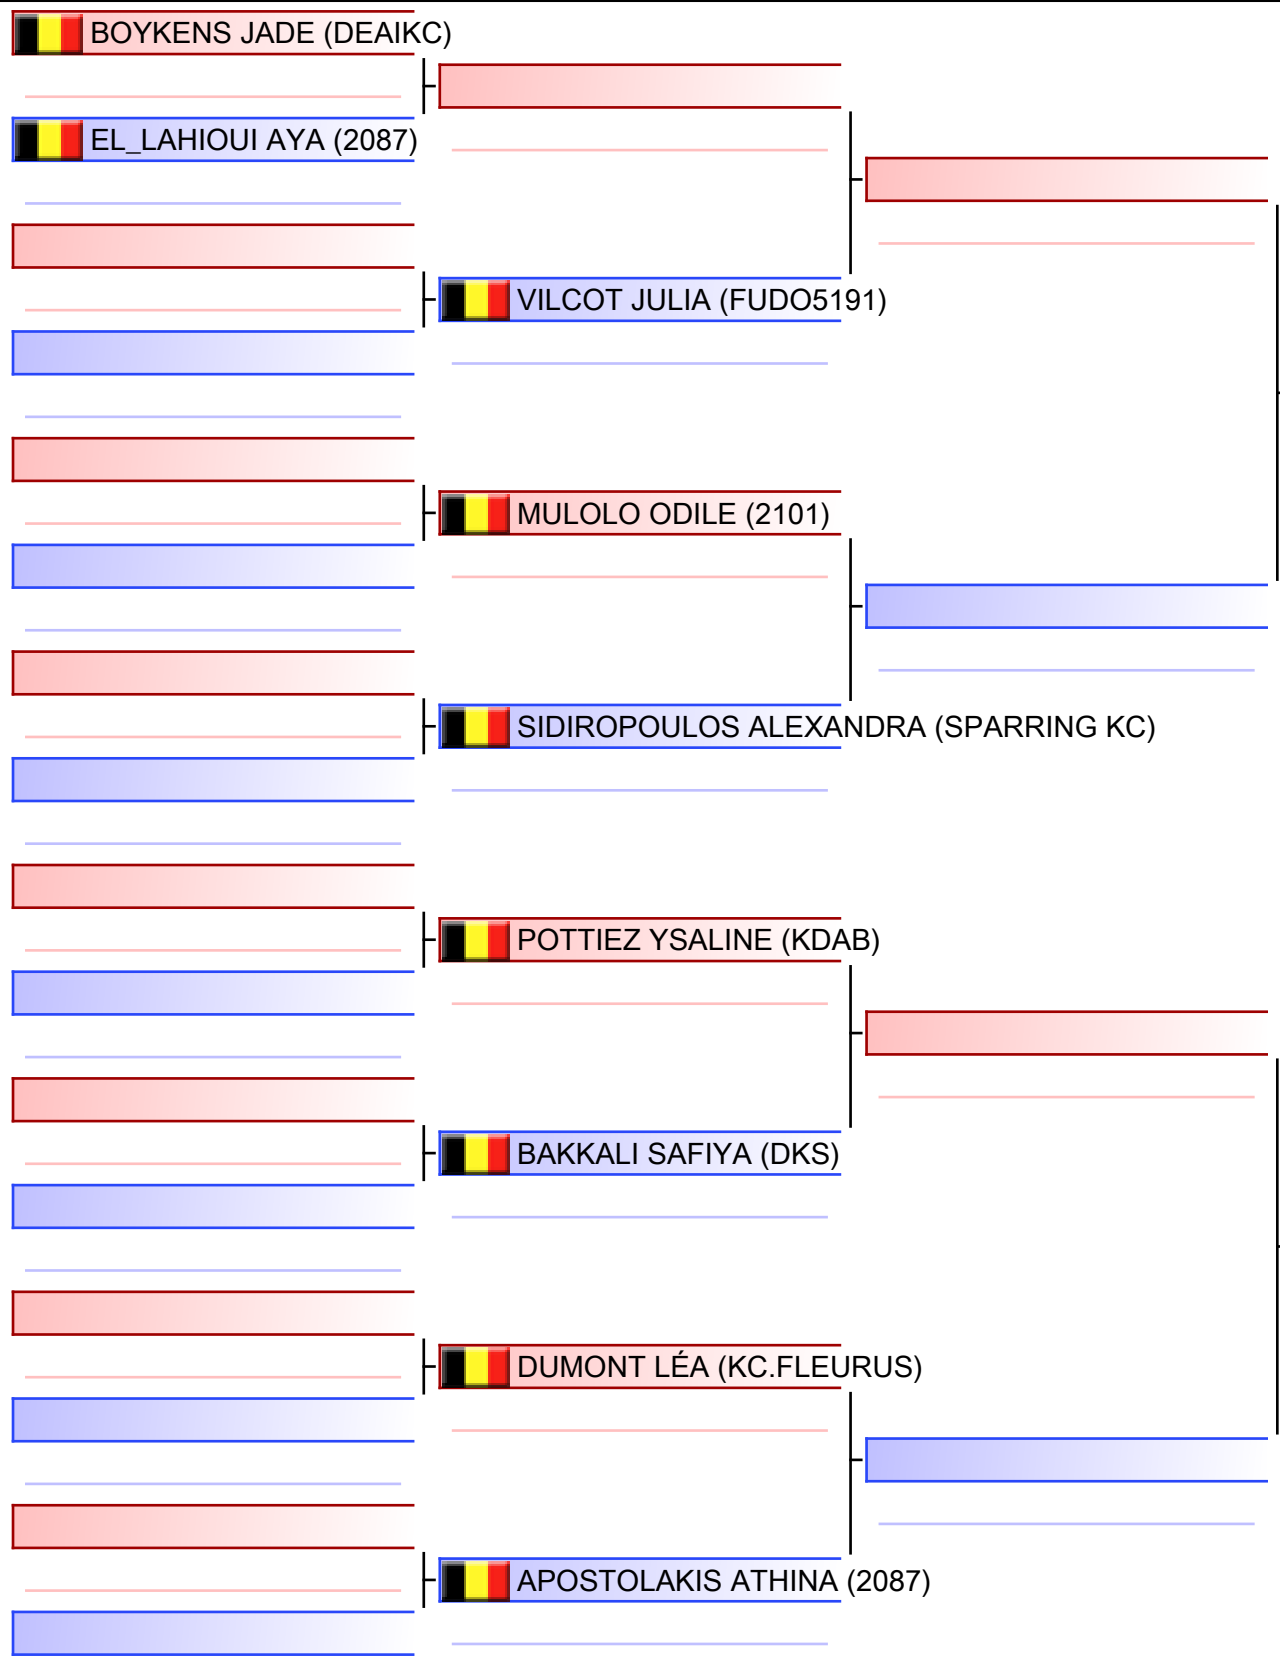 BOYKENS JADE (DEAIKC)
EL_LAHIOUI AYA (2087)
VILCOT JULIA (FUDO5191)
MULOLO ODILE (2101)
SIDIROPOULOS ALEXANDRA (SPARRING KC)
POTTIEZ YSALINE (KDAB)
BAKKALI SAFIYA (DKS)
DUMONT LÉA (KC.FLEURUS)
APOSTOLAKIS ATHINA (2087)